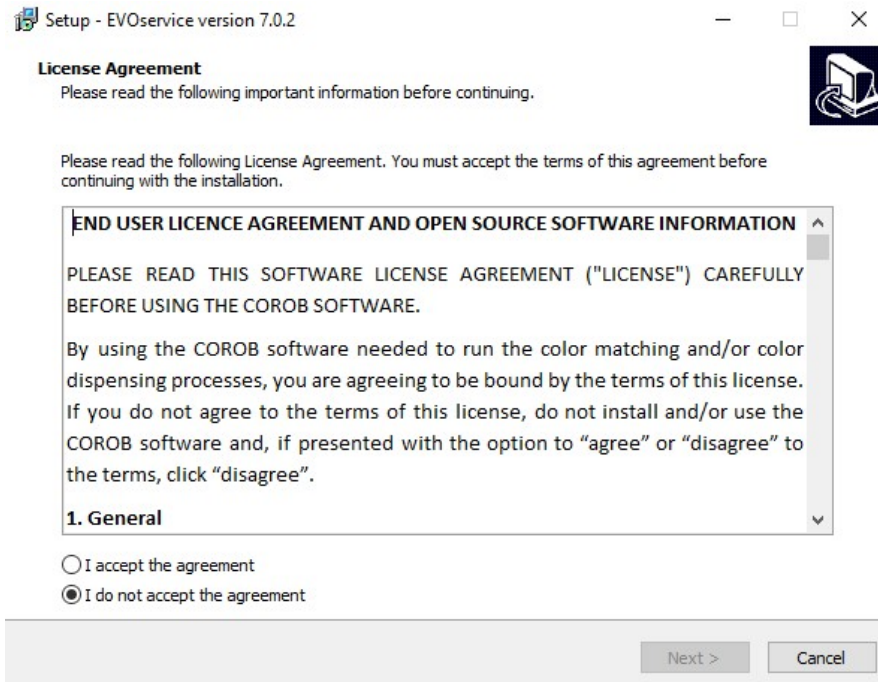 Setup - EVOservice version 7.0.2
License Agreement
Please read the following important information before continuing.
Please read the following License Agreement. You must accept the terms of this agreement before
continuing with the installation.
END USER LICENCE AGREEMENT AND OPEN SOURCE SOFTWARE INFORMATION
PLEASE READ THIS SOFTWARE LICENSE AGREEMENT ("LICENSE") CAREFULLY
BEFORE USING THE COROB SOFTWARE.
By using the COROB software needed to run the color matching and/or color
dispensing processes, you are agreeing to be bound by the terms of this license.
If you do not agree to the terms of this license, do not install and/or use the
COROB software and, if presented with the option to “agree” or “disagree” to
the terms, click “disagree”.
1. General
I accept the agreement
I do not accept the agreement
Next >
Cancel